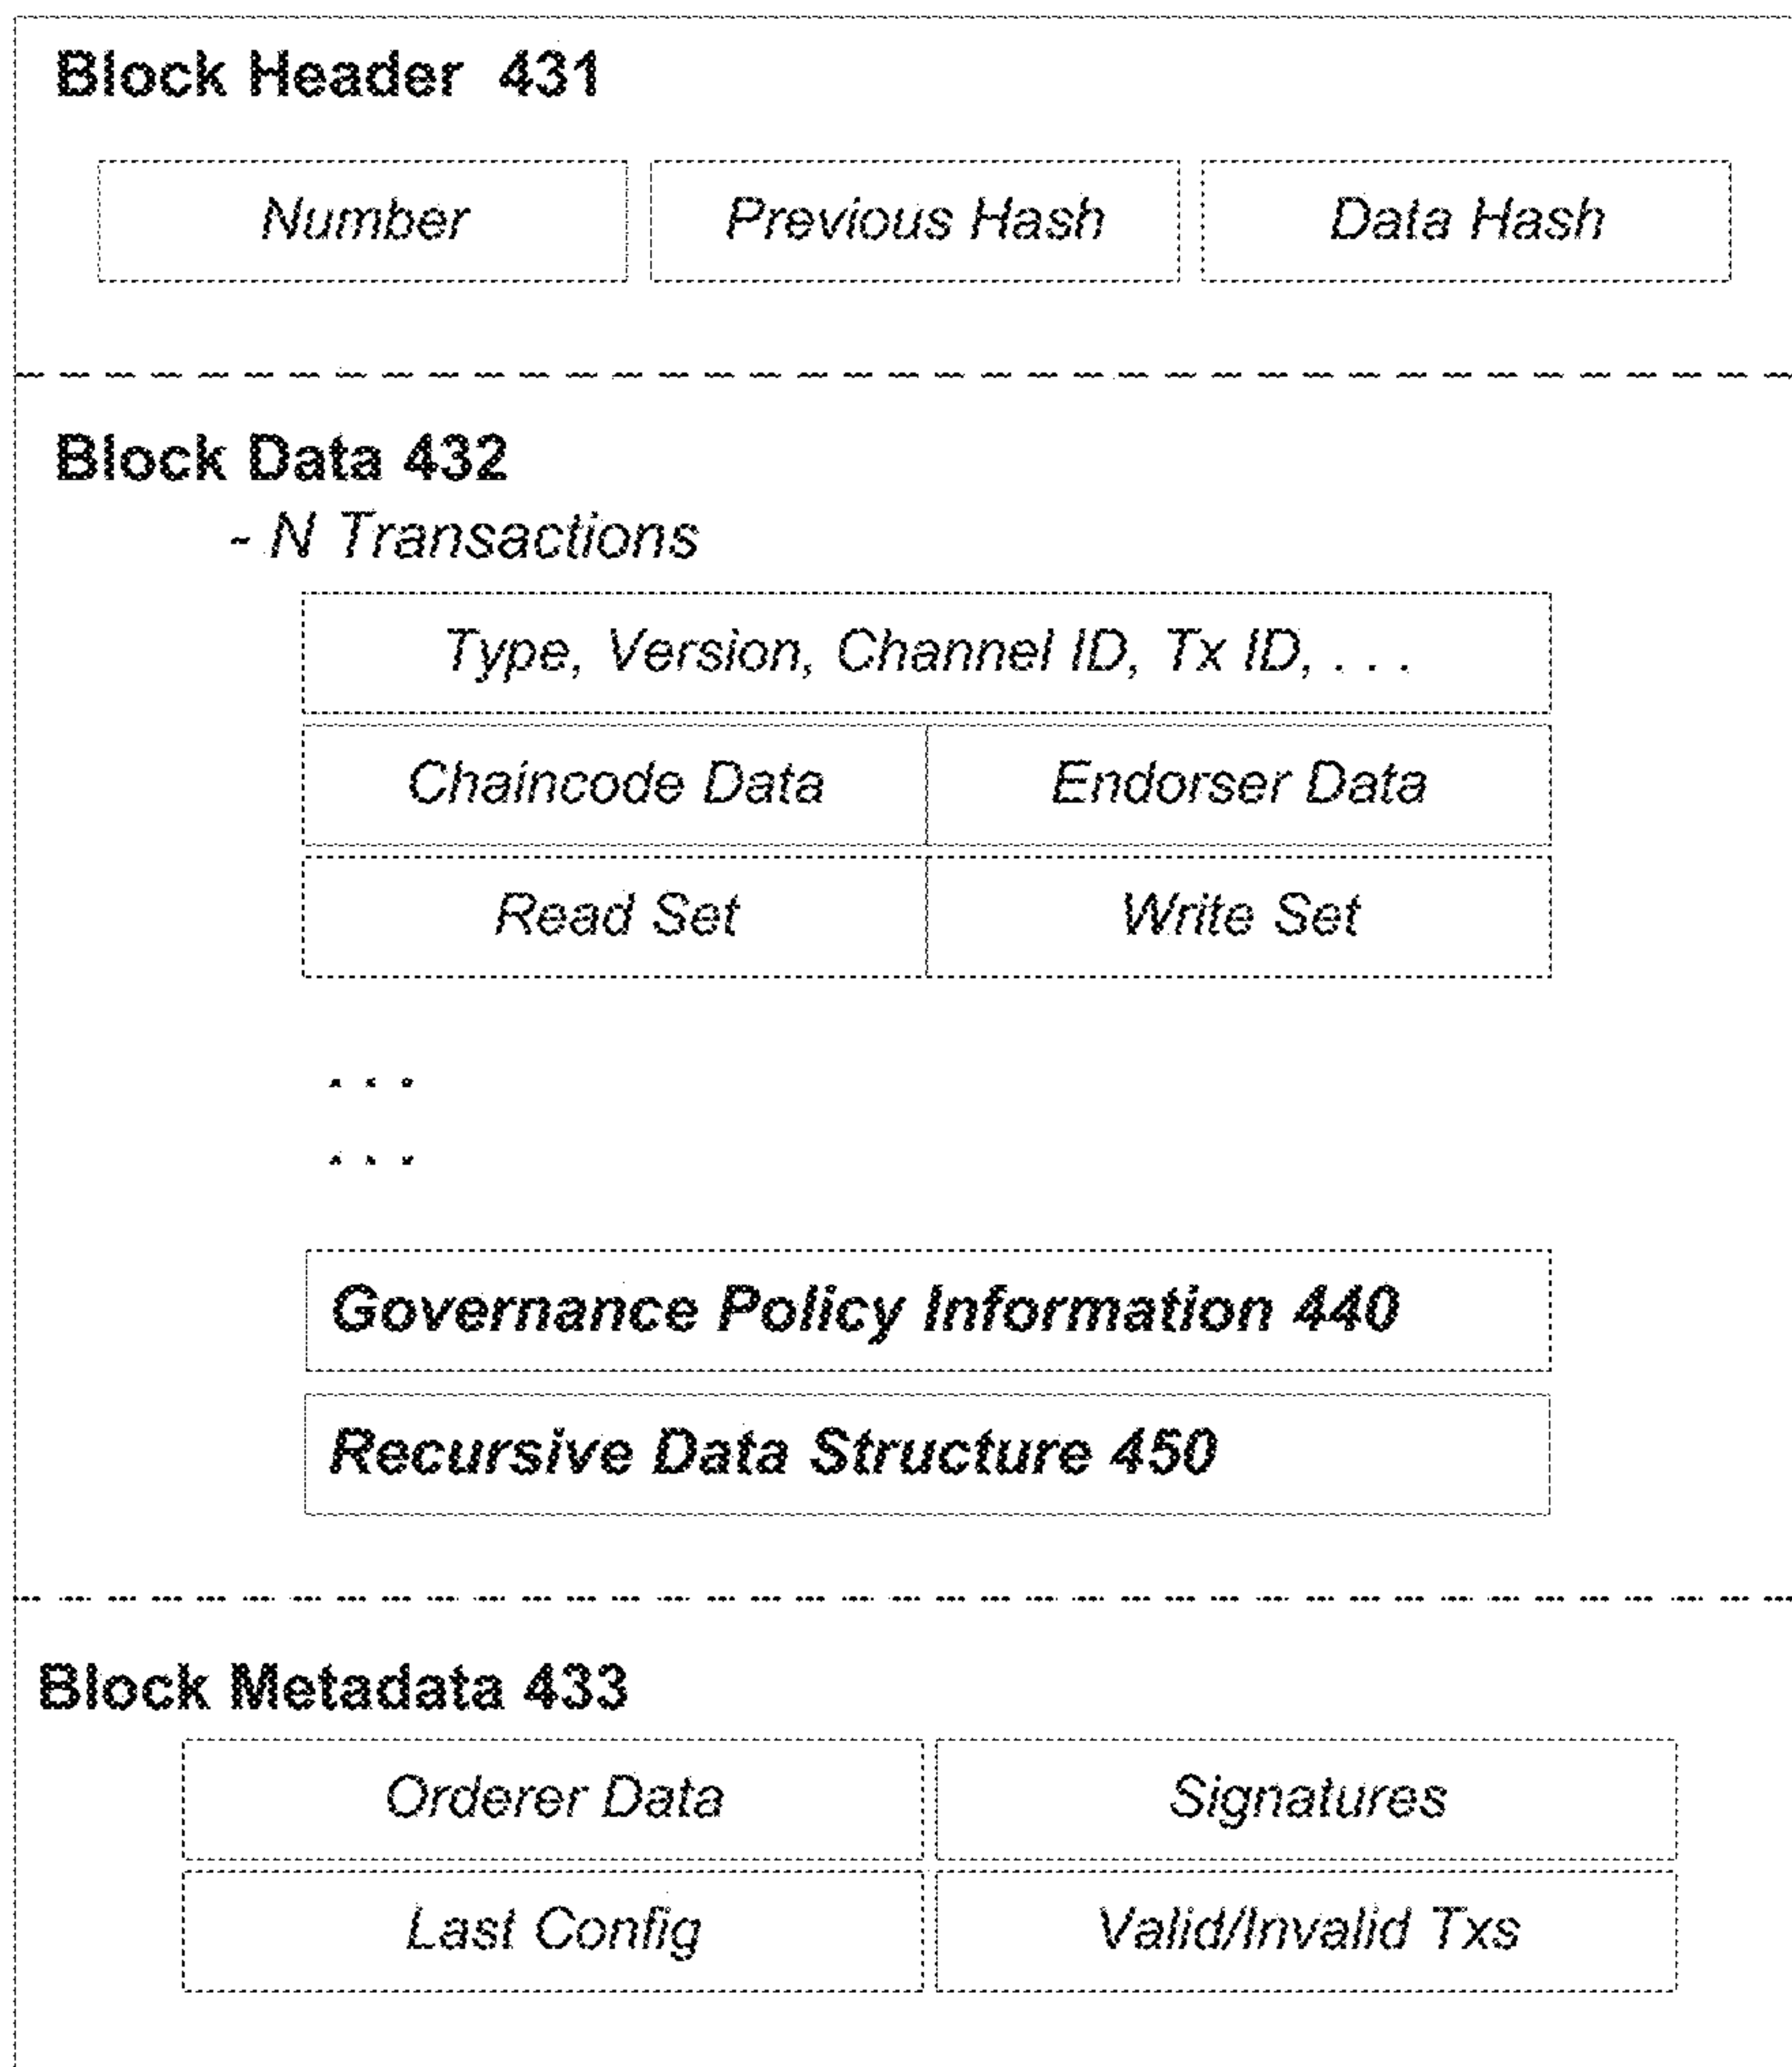 Block Header 431
Number Previous Hash Data Hash
Block Data 432
- N Transactions
Type, Version, Channel ID, Tx ID, . . .
Chaincode Data Endorser Data
Read Set Write Set
. . .
. . .
Governance Policy Information 440
Recursive Data Structure 450
Block Metadata 433
Orderer Data Signatures
Last Config Valid/Invalid Txs